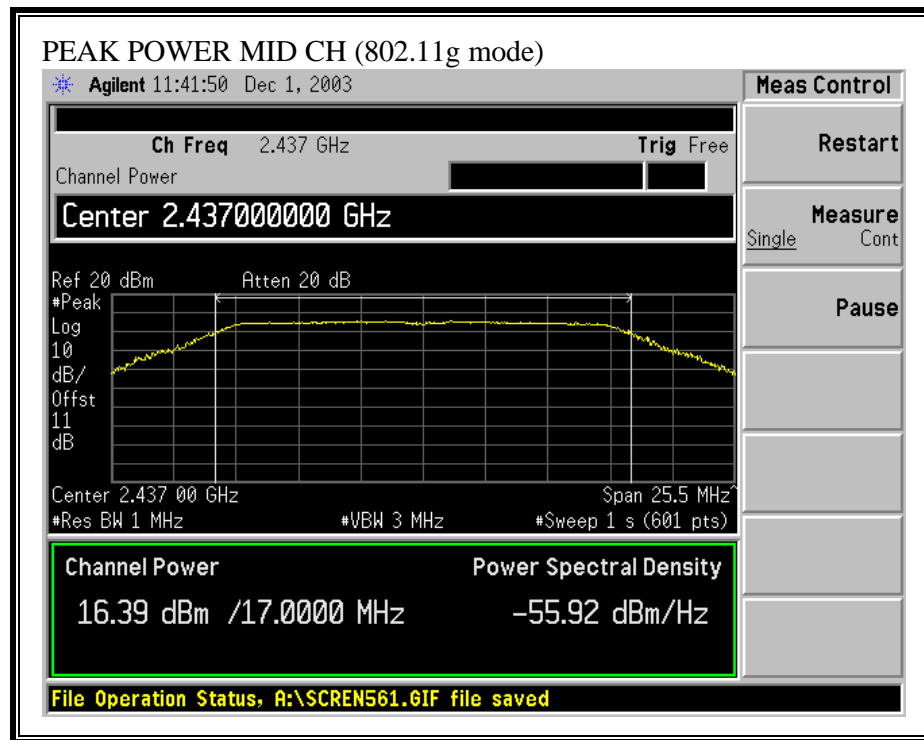 PEAK POWER MID CH (802.11g mode)
Agilent 11:41:50 Dec 1, 2003
Meas Control
Ch Freq 2.437 GHz Trig Free
Channel Power
Center 2.437000000 GHz
Restart
Measure
Single Cont
Pause
Ref 20 dBm Atten 20 dB
#Peak
Log
10
dB/
Offst
11
dB
Center 2.437 00 GHz Span 25.5 MHz^
#Res BW 1 MHz #VBW 3 MHz #Sweep 1 s (601 pts)
Channel Power Power Spectral Density
16.39 dBm /17.0000 MHz -55.92 dBm/Hz
File Operation Status, A:\SCREN561.GIF file saved